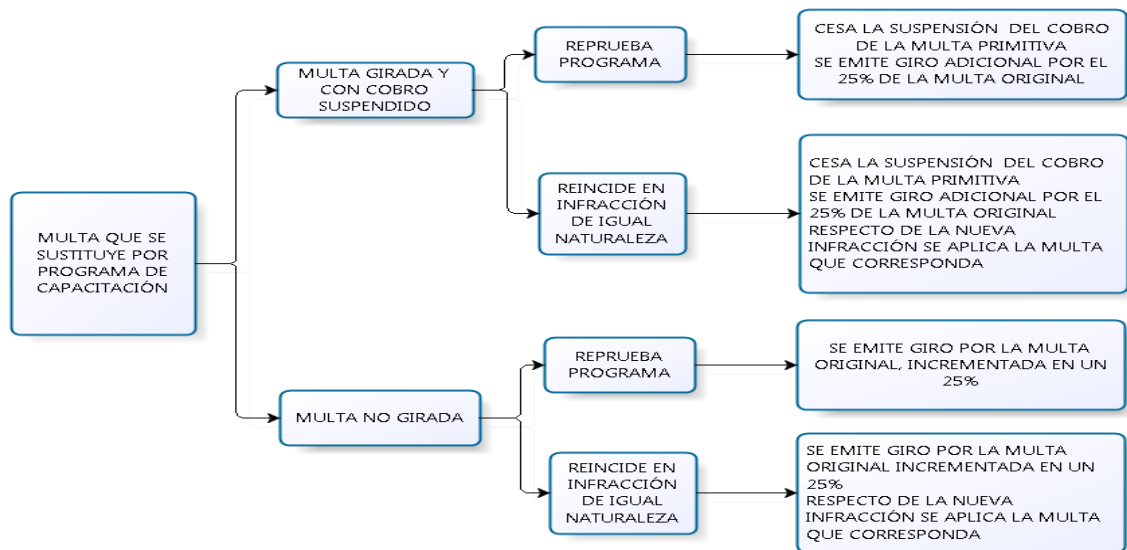 MULTA QUE SE
SUSTITUYE POR
PROGRAMA DE
CAPACITACIÓN
MULTA GIRADA Y
CON COBRO
SUSPENDIDO
REPRUEBA
PROGRAMA
CESA LA SUSPENSIÓN DEL COBRO
DE LA MULTA PRIMITIVA
SE EMITE GIRO ADICIONAL POR EL
25% DE LA MULTA ORIGINAL
REINCIDE EN
INFRACCIÓN
DE IGUAL
NATURALEZA
CESA LA SUSPENSIÓN DEL COBRO
DE LA MULTA PRIMITIVA
SE EMITE GIRO ADICIONAL POR EL
25% DE LA MULTA ORIGINAL
RESPECTO DE LA NUEVA
INFRACCIÓN SE APLICA LA MULTA
QUE CORRESPONDA
MULTA NO GIRADA
REPRUEBA
PROGRAMA
SE EMITE GIRO POR LA MULTA
ORIGINAL, INCREMENTADA EN UN
25%
REINCIDE EN
INFRACCIÓN
DE IGUAL
NATURALEZA
SE EMITE GIRO POR LA MULTA
ORIGINAL INCREMENTADA EN UN
25%
RESPECTO DE LA NUEVA
INFRACCIÓN SE APLICA LA MULTA
QUE CORRESPONDA